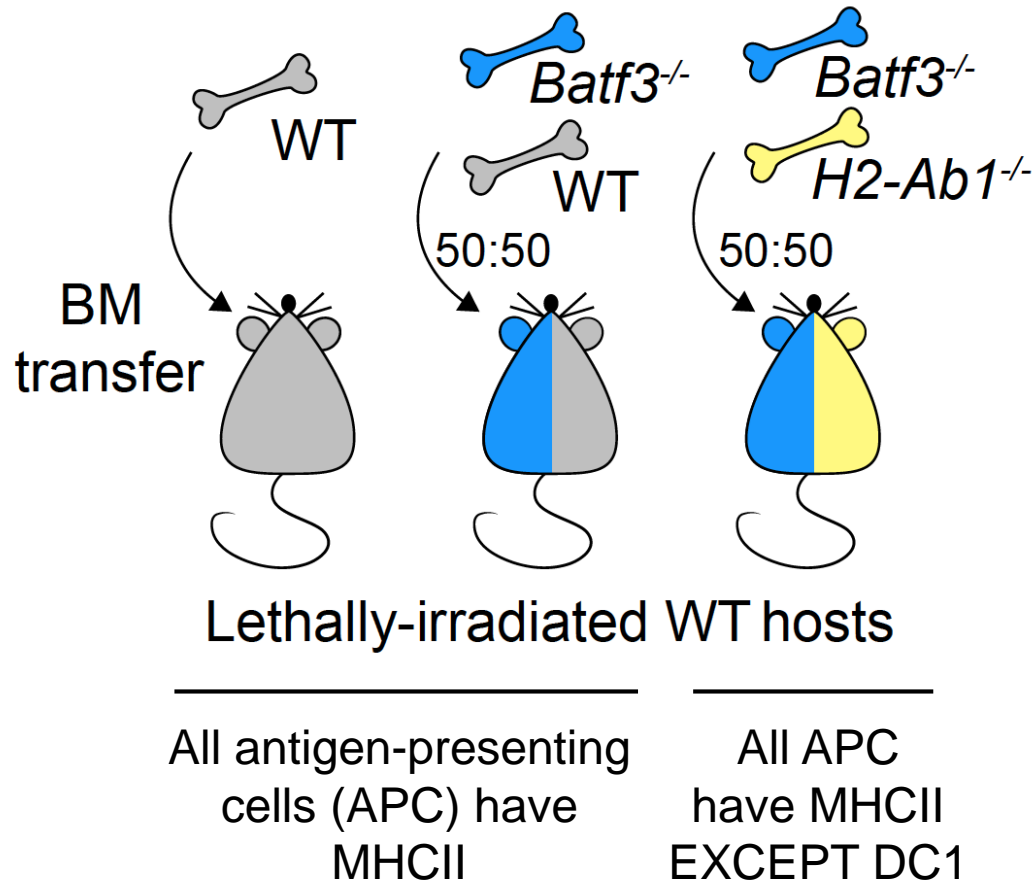 WT
Batf3-/-
WT
50:50
Batf3-/-
H2-Ab1-/-
50:50
BM
transfer
Lethally-irradiated WT hosts
All antigen-presenting
cells (APC) have
MHCII
All APC
have MHCII
EXCEPT DC1